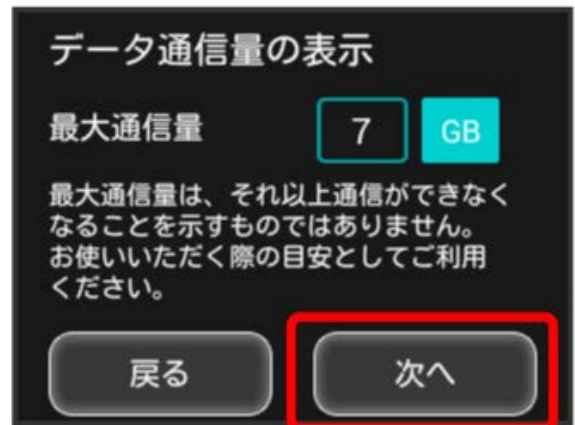 データ通信量の表示
最大通信量 7 GB
最大通信量は、それ以上通信ができなく
なることを示すものではありません。
お使いいただく際の目安としてご利用
ください。
戻る 次へ